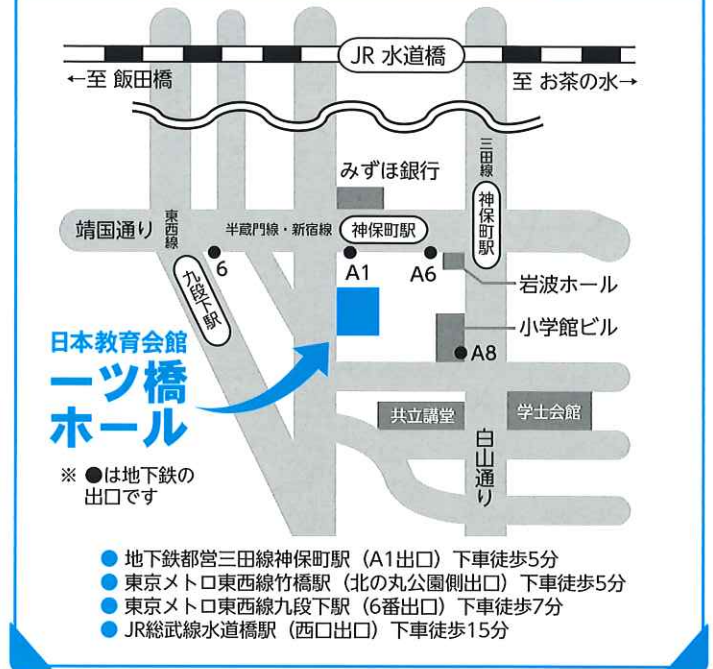 JR 水道橋
←至 飯田橋
至 お茶の水→
三田線
みずほ銀行
神保町駅
靖国通り
東西線
半蔵門線・新宿線
神保町駅
6
A1
A6
九段下駅
岩波ホール
小学館ビル
A8
日本教育会館
一ツ橋
ホール
共立講堂
学士会館
白山通り
※ ●は地下鉄の
出口です
● 地下鉄都営三田線神保町駅（A1出口）下車徒歩5分
● 東京メトロ東西線竹橋駅（北の丸公園側出口）下車徒歩5分
● 東京メトロ東西線九段下駅（6番出口）下車徒歩7分
● JR総武線水道橋駅（西口出口）下車徒歩15分